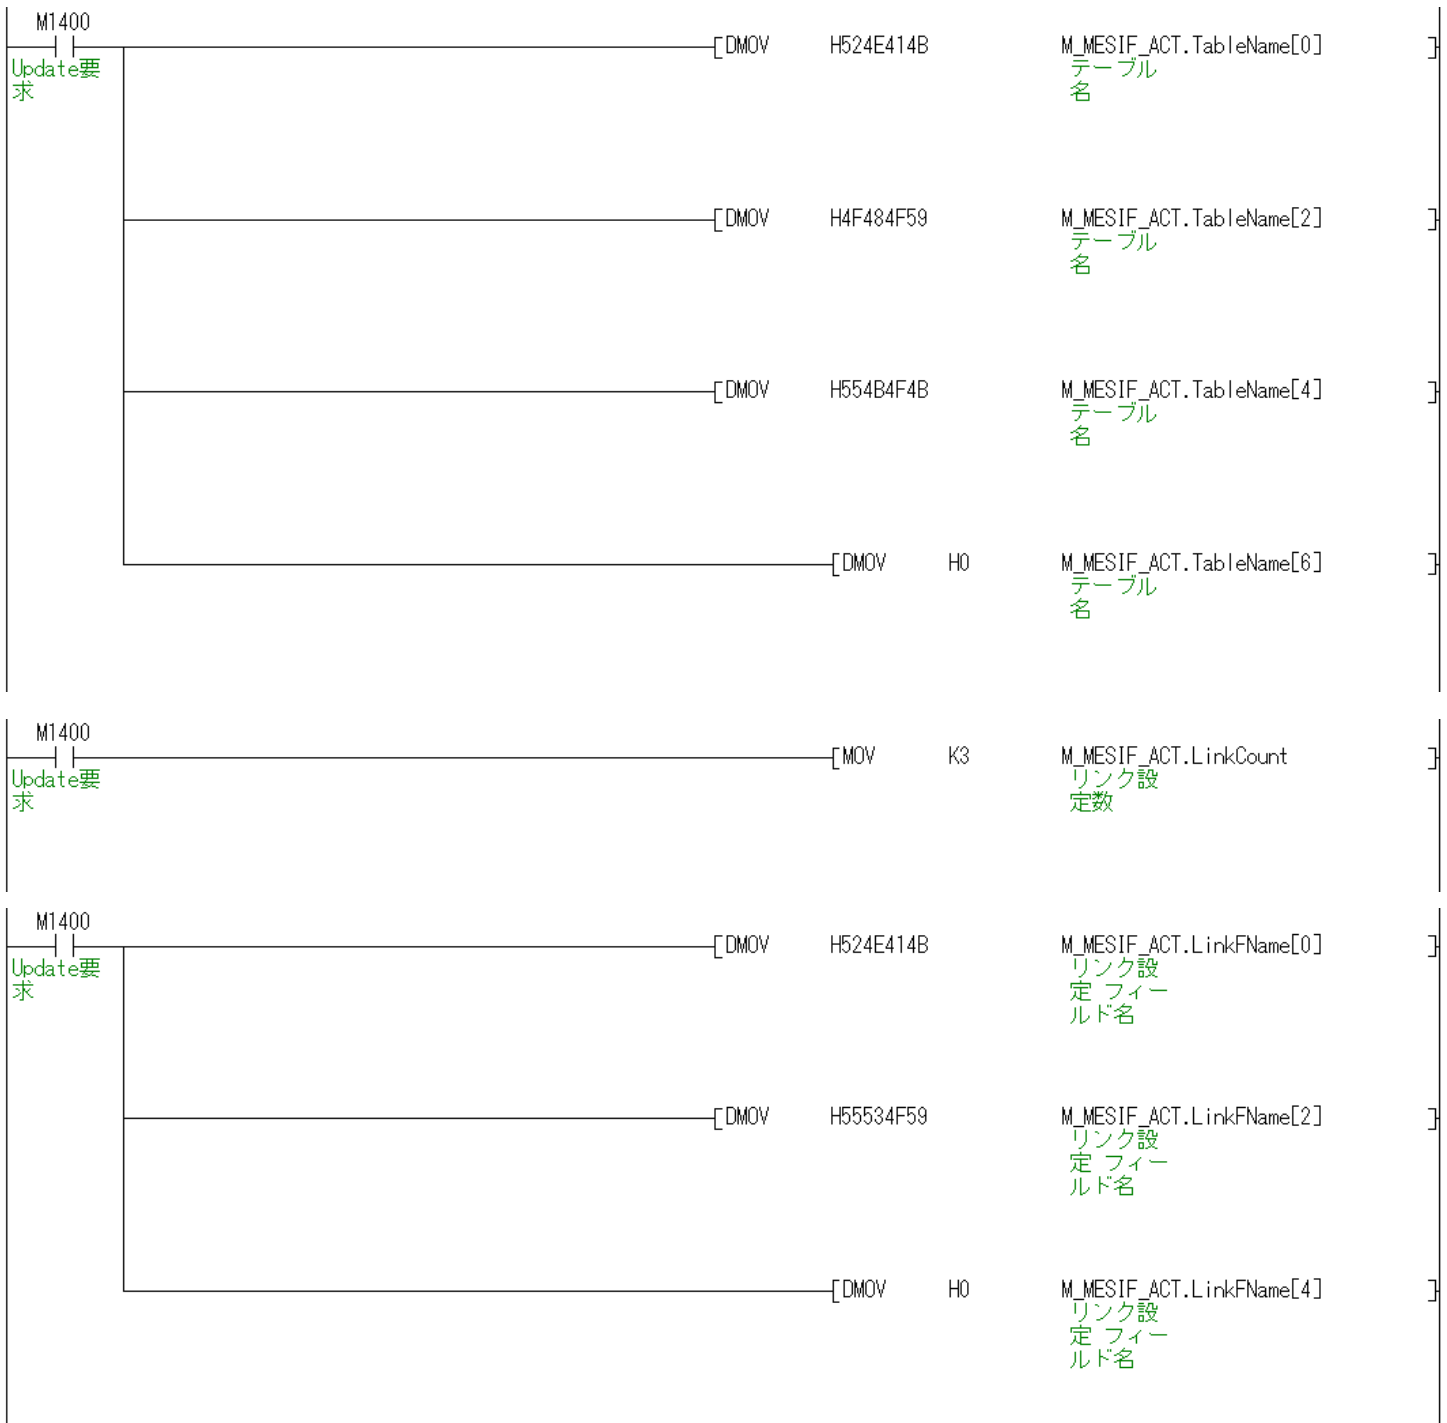 M1400
[DMOV H524E414B M_MESIF_ACT.TableName[0] ]
Update要
求
テーブル
名
[DMOV H4F484F59 M_MESIF_ACT.TableName[2] ]
テーブル
名
[DMOV H554B4F4B M_MESIF_ACT.TableName[4] ]
テーブル
名
[DMOV H0 M_MESIF_ACT.TableName[6] ]
テーブル
名
M1400
[MOV K3 M_MESIF_ACT.LinkCount ]
Update要
求
リンク設
定数
M1400
[DMOV H524E414B M_MESIF_ACT.LinkFName[0] ]
Update要
求
リンク設
定 フィー
ルド名
[DMOV H55534F59 M_MESIF_ACT.LinkFName[2] ]
リンク設
定 フィー
ルド名
[DMOV H0 M_MESIF_ACT.LinkFName[4] ]
リンク設
定 フィー
ルド名